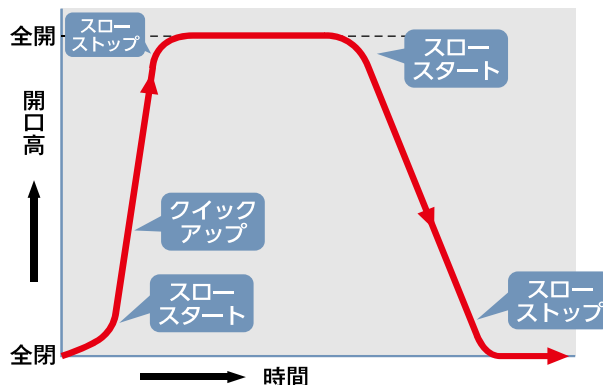 全開
スロー
ストップ
スロー
スタート
開口高
クイック
アップ
スロー
スタート
スロー
ストップ
全閉
時間